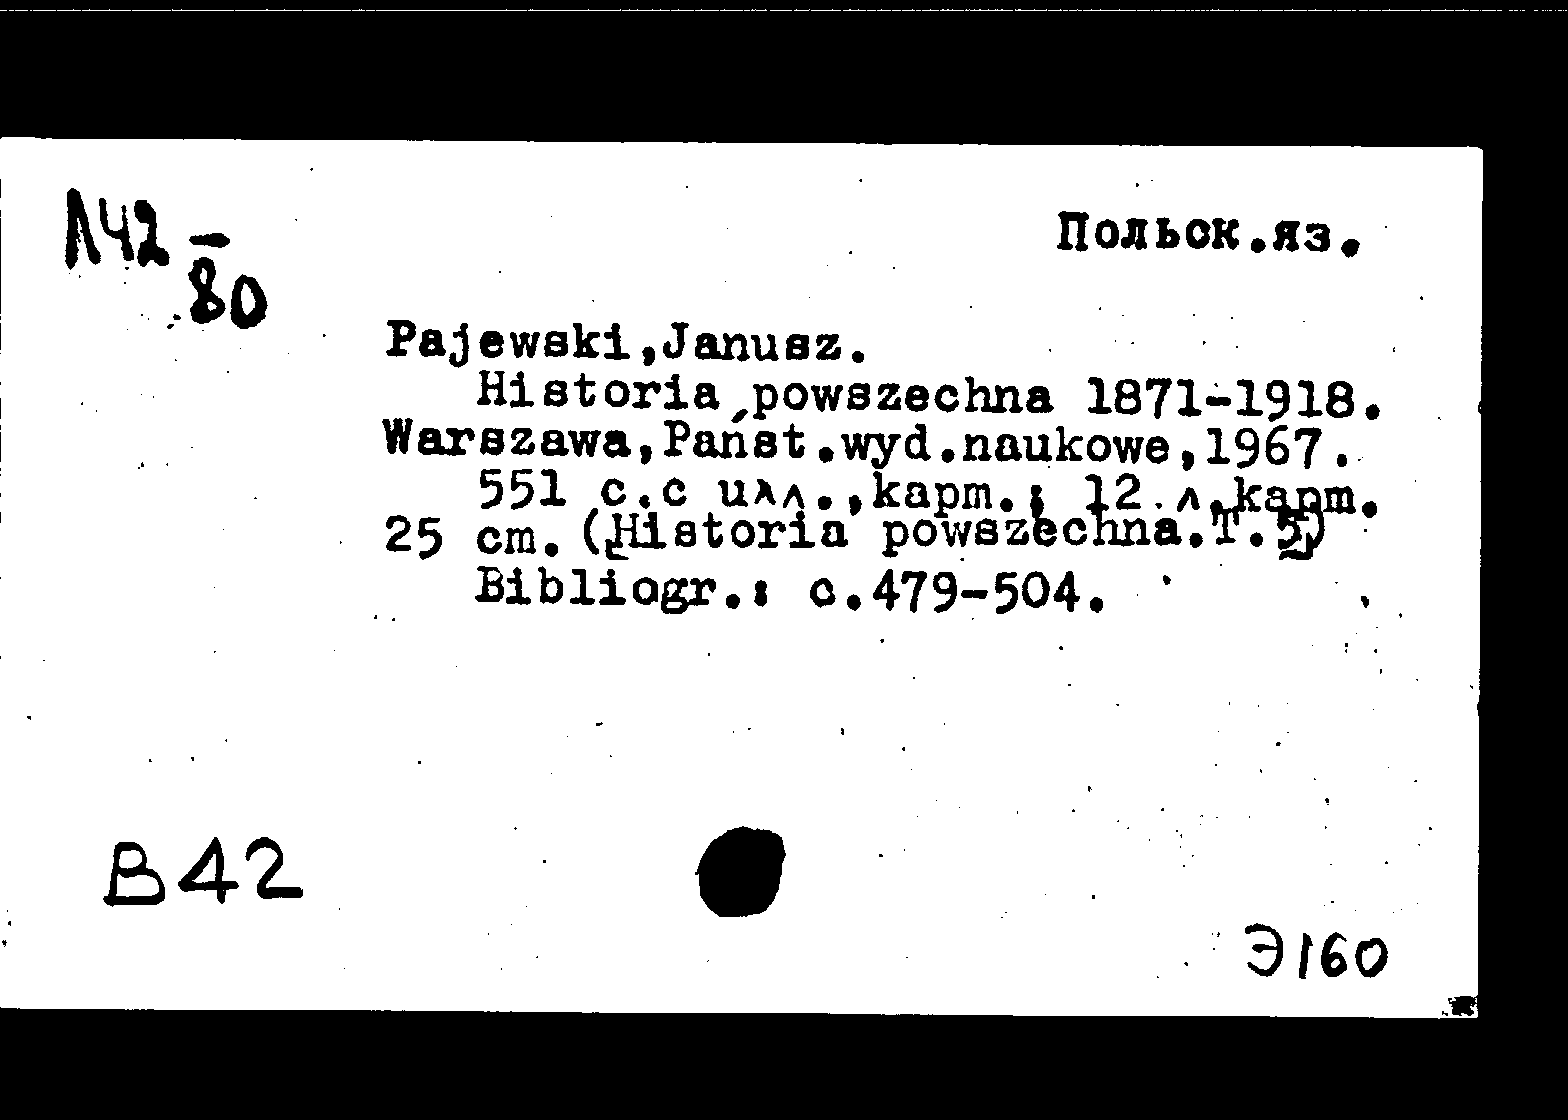 Л42-
80
Польск.яз.
Pajewski,Janusz.
Historia powszechna 1871-1918.
Warszawa,Państ.wyd.naukowe,1967.
551 с.с илл.,карт.; 12 л.карт.
25 cm. (Historia powszechna.T.5)
Bibliogr.: c.479-504.
B42
Э160